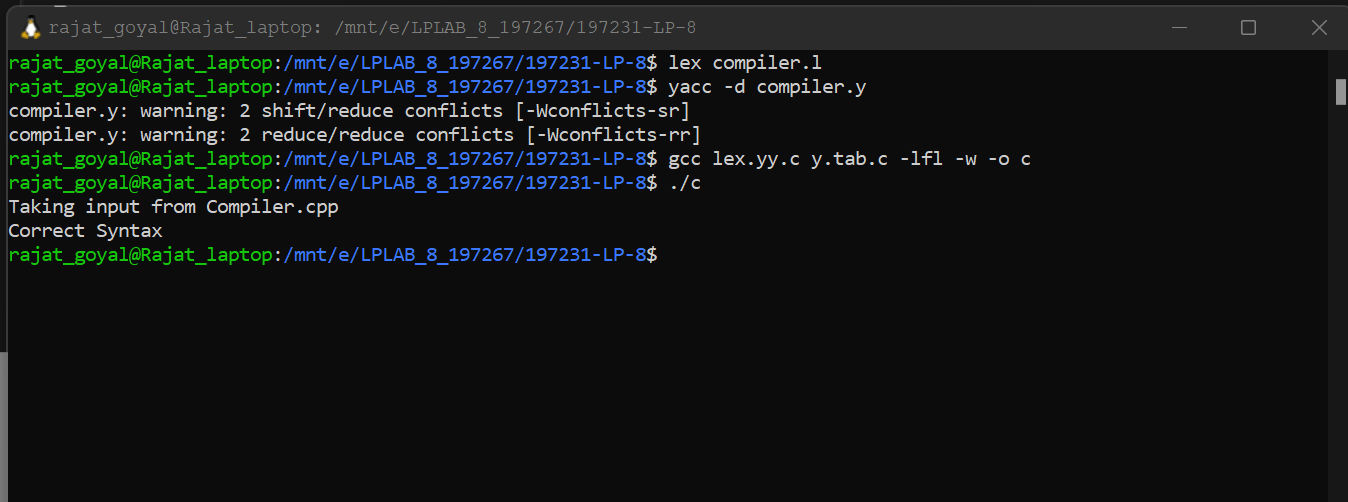 rajat_goyal@Rajat_laptop: /mnt/e/LPLAB_8_197267/197231-LP-8
rajat_goyal@Rajat_laptop:/mnt/e/LPLAB_8_197267/197231-LP-8$ lex compiler.l
rajat_goyal@Rajat_laptop:/mnt/e/LPLAB_8_197267/197231-LP-8$ yacc -d compiler.y
compiler.y: warning: 2 shift/reduce conflicts [-Wconflicts-sr]
compiler.y: warning: 2 reduce/reduce conflicts [-Wconflicts-rr]
rajat_goyal@Rajat_laptop:/mnt/e/LPLAB_8_197267/197231-LP-8$ gcc lex.yy.c y.tab.c -lfl -w -o c
rajat_goyal@Rajat_laptop:/mnt/e/LPLAB_8_197267/197231-LP-8$ ./c
Taking input from Compiler.cpp
Correct Syntax
rajat_goyal@Rajat_laptop:/mnt/e/LPLAB_8_197267/197231-LP-8$